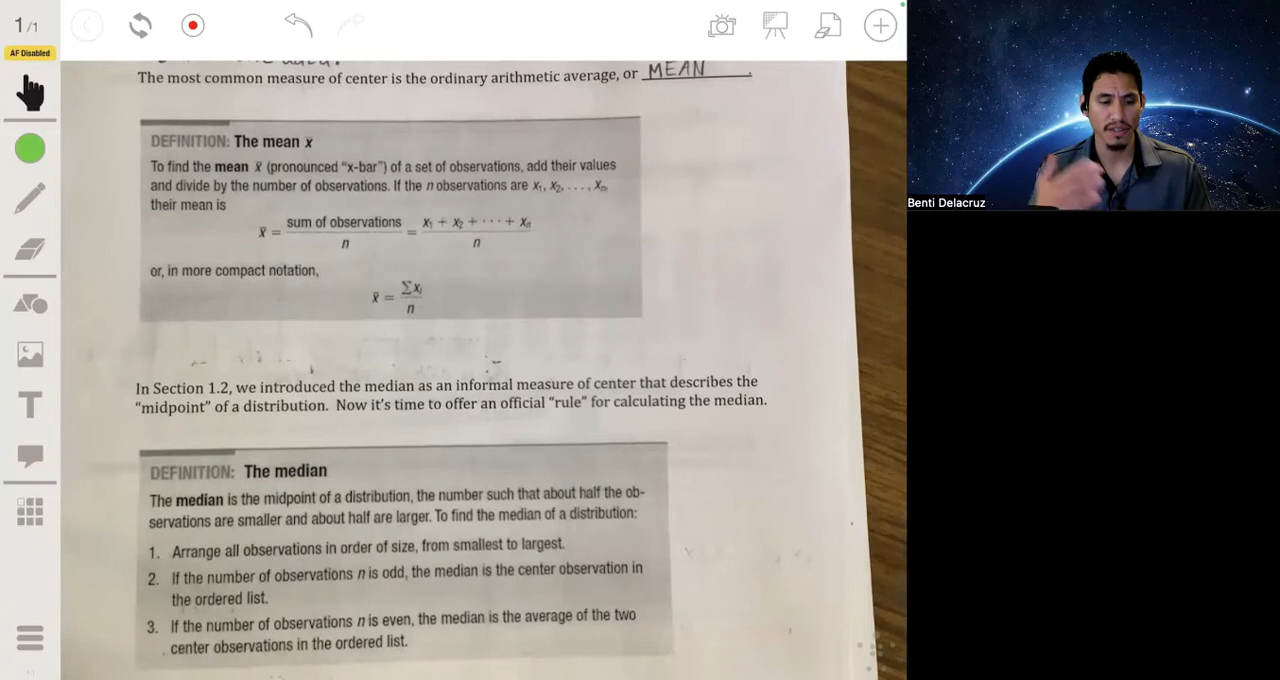 1/1
AF Disabled
The most common measure of center is the ordinary arithmetic average, or MEAN.
DEFINITION: The mean x̄
To find the mean x̄ (pronounced “x-bar”) of a set of observations, add their values
and divide by the number of observations. If the n observations are x₁, x₂, . . . , xₙ,
their mean is
x̄ = sum of observations / n = x₁ + x₂ + · · · + xₙ / n
or, in more compact notation,
x̄ = ∑xᵢ / n
In Section 1.2, we introduced the median as an informal measure of center that describes the
“midpoint” of a distribution. Now it’s time to offer an official “rule” for calculating the median.
DEFINITION: The median
The median is the midpoint of a distribution, the number such that about half the ob-
servations are smaller and about half are larger. To find the median of a distribution:
1. Arrange all observations in order of size, from smallest to largest.
2. If the number of observations n is odd, the median is the center observation in
the ordered list.
3. If the number of observations n is even, the median is the average of the two
center observations in the ordered list.
T
Benti Delacruz